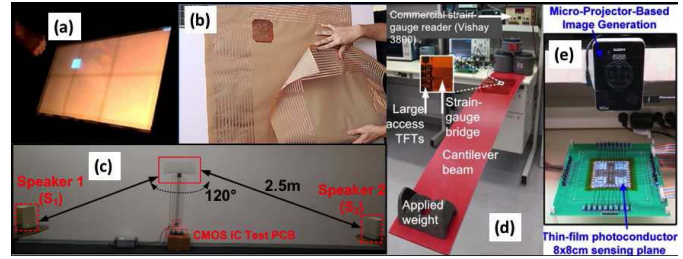 (a)
(b)
Commercial strain-
gauge reader (Vishay
3800)
Large
access
TFTs
Strain-
gauge
bridge
Cantilever
beam
Applied
weight
(d)
Micro-Projector-Based
Image Generation
(e)
Thin-film photoconductor
8x8cm sensing plane
(c)
Speaker 1
(S₁)
120°
2.5m
Speaker 2
CMOS IC Test PCB